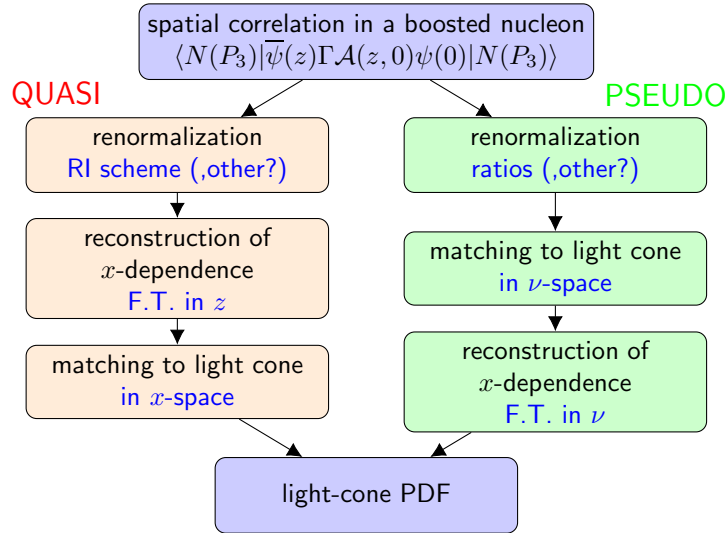 spatial correlation in a boosted nucleon
⟨N(P₃)|ψ̅(z)Γ𝒜(z, 0)ψ(0)|N(P₃)⟩
QUASI
PSEUDO
renormalization
RI scheme (,other?)
reconstruction of
x-dependence
F.T. in z
matching to light cone
in x-space
renormalization
ratios (,other?)
matching to light cone
in ν-space
reconstruction of
x-dependence
F.T. in ν
light-cone PDF